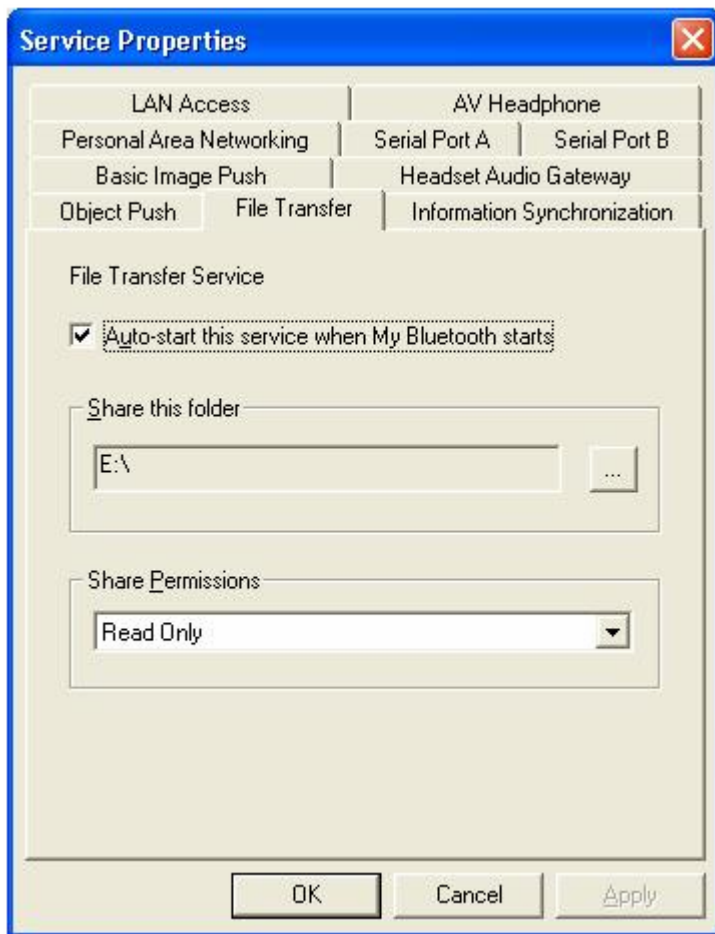 Service Properties
LAN Access AV Headphone
Personal Area Networking Serial Port A Serial Port B
Basic Image Push Headset Audio Gateway
Object Push File Transfer Information Synchronization
File Transfer Service
Auto-start this service when My Bluetooth starts
Share this folder
E:\
...
Share Permissions
Read Only
OK Cancel Apply